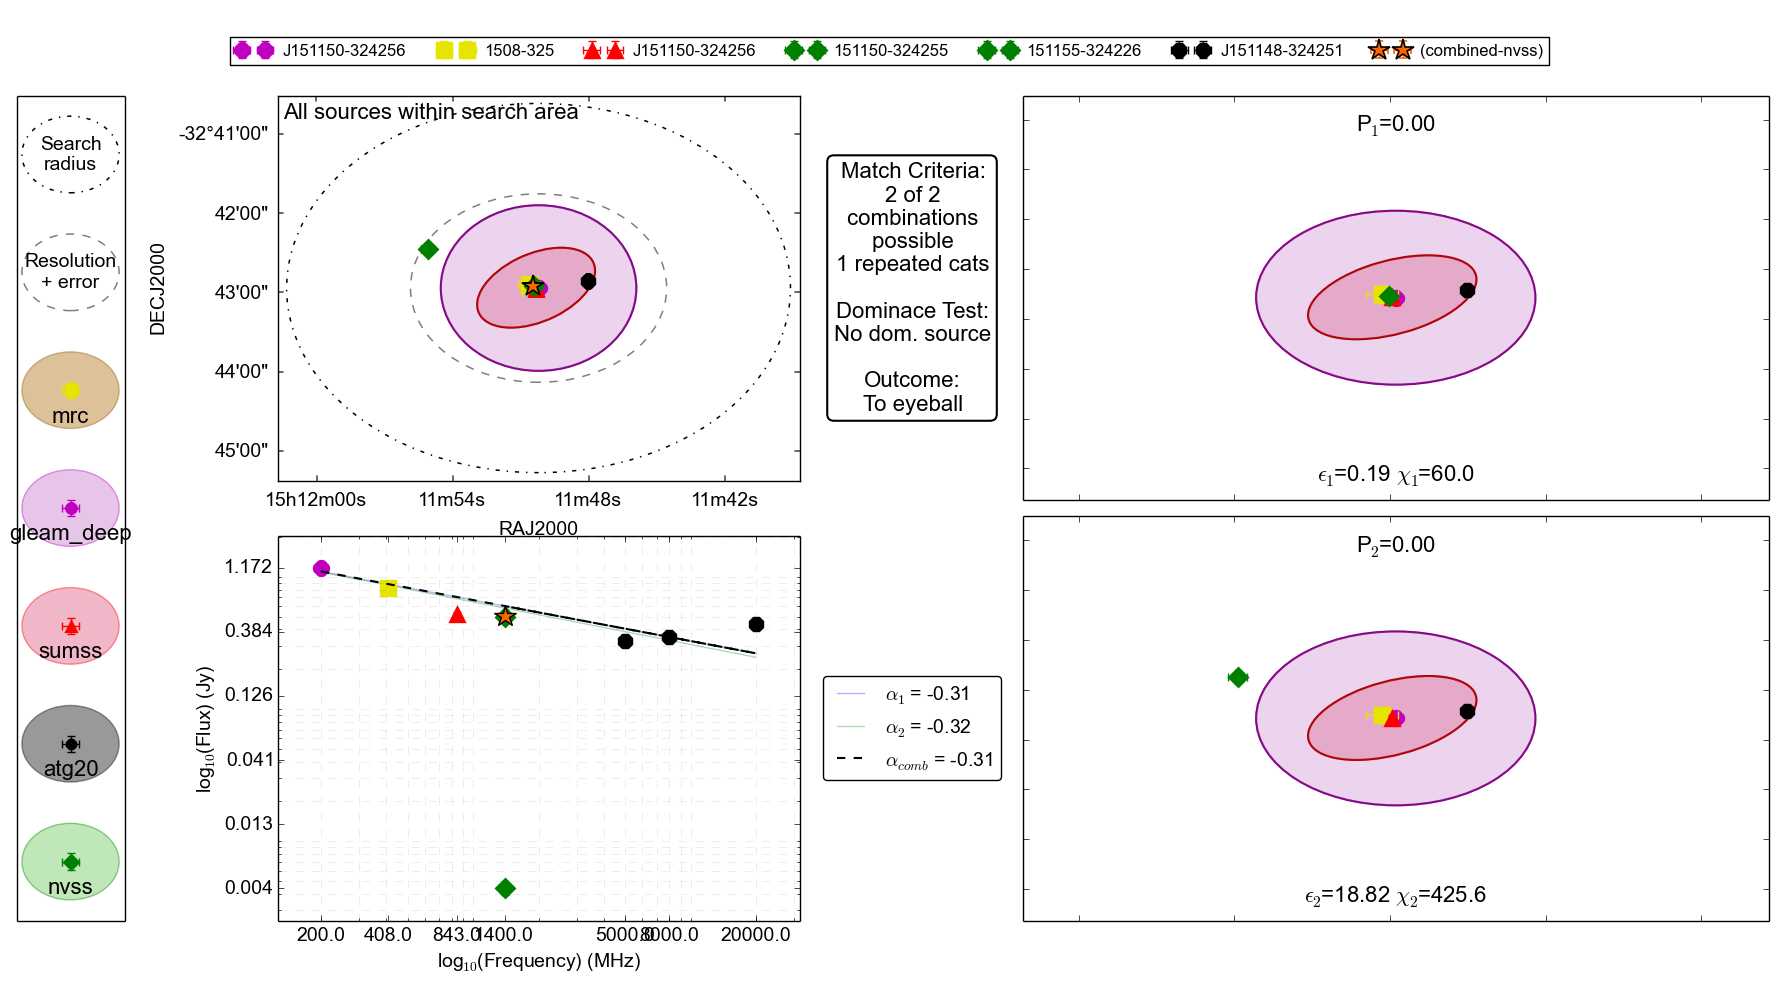 J151150-324256
1508-325
J151150-324256
151150-324255
151155-324226
J151148-324251
(combined-nvss)
Search
radius
Resolution
+ error
mrc
gleam_deep
sumss
atg20
nvss
All sources within search area
DECJ2000
-32°41'00"
42'00"
43'00"
44'00"
45'00"
15h12m00s
11m54s
11m48s
11m42s
RAJ2000
Match Criteria:
2 of 2
combinations
possible
1 repeated cats
Dominace Test:
No dom. source
Outcome:
To eyeball
P₁=0.00
ϵ₁=0.19 χ₁=60.0
log₁₀(Flux) (Jy)
1.172
0.384
0.126
0.041
0.013
0.004
200.0
408.0
843.0
1400.0
5000.0
8000.0
20000.0
log₁₀(Frequency) (MHz)
α₁ = -0.31
α₂ = -0.32
α_comb = -0.31
P₂=0.00
ϵ₂=18.82 χ₂=425.6